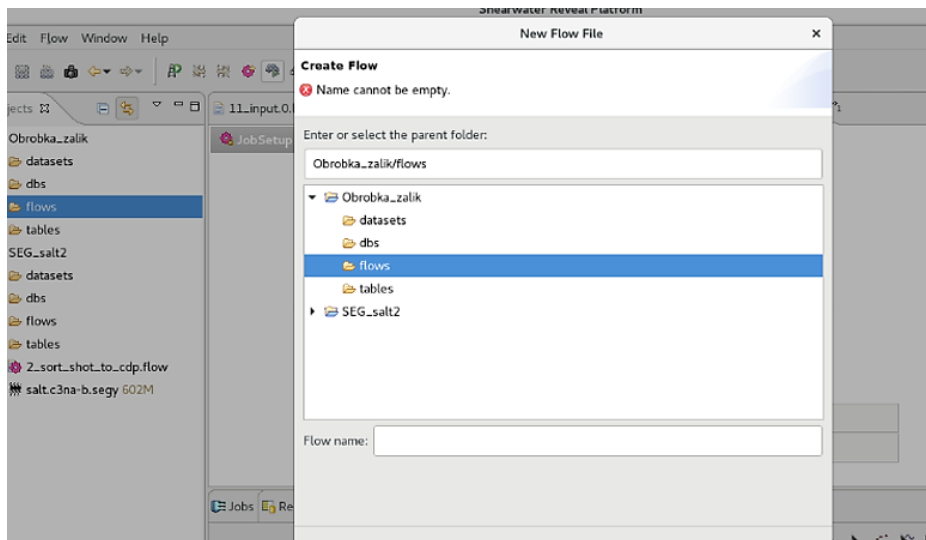 Shearwater Reveal Platform
Edit Flow Window Help
New Flow File
Create Flow
Name cannot be empty.
Enter or select the parent folder:
Obrobka_zalik/flows
Obrobka_zalik
datasets
dbs
flows
tables
SEG_salt2
Flow name:
jects
Obrobka_zalik
datasets
dbs
flows
tables
SEG_salt2
datasets
dbs
flows
tables
2_sort_shot_to_cdp.flow
salt.c3na-b.segy 602M
11_input.0.
JobSetup
Jobs Re